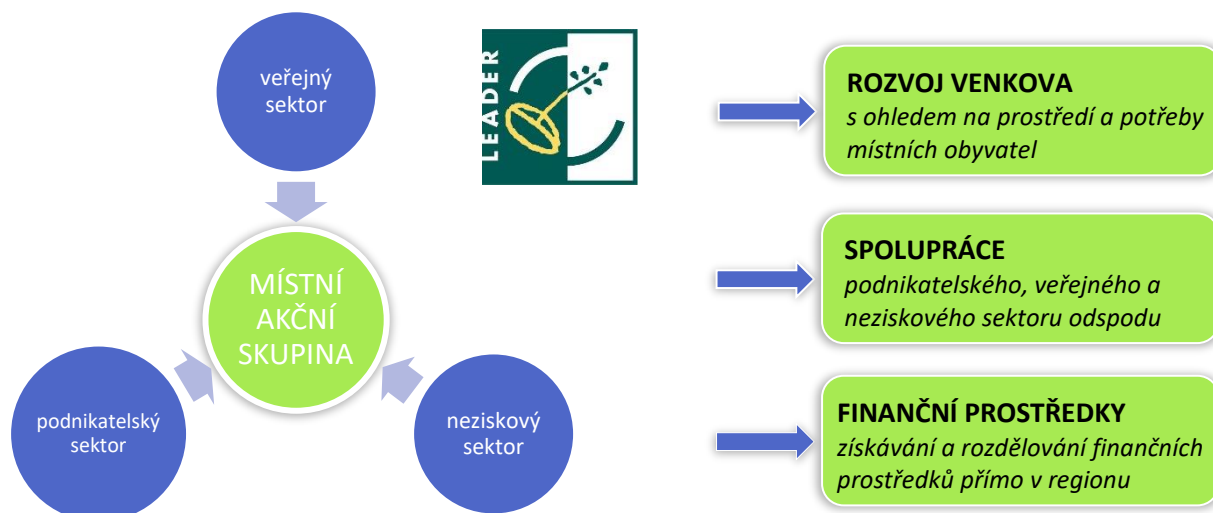 veřejný
sektor
MÍSTNÍ
AKČNÍ
SKUPINA
podnikatelský
sektor
neziskový
sektor
LEADER
ROZVOJ VENKOVA
s ohledem na prostředí a potřeby
místních obyvatel
SPOLUPRÁCE
podnikatelského, veřejného a
neziskového sektoru odspodu
FINANČNÍ PROSTŘEDKY
získávání a rozdělování finančních
prostředků přímo v regionu